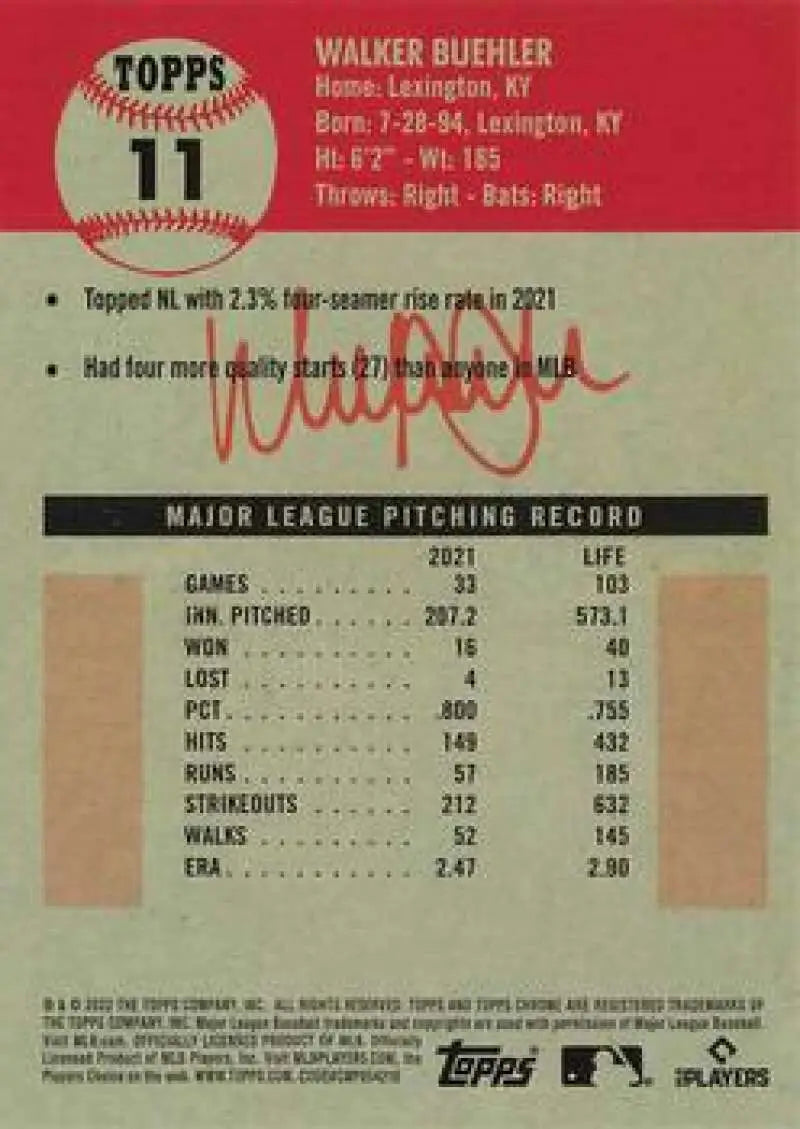 TOPPS
11
WALKER BUEHLER
Home: Lexington, KY
Born: 7-28-94, Lexington, KY
Ht: 6'2" - Wt: 185
Throws: Right - Bats: Right
• Topped NL with 2.3% four-seamer rise rate in 2021
• Had four more quality starts (27) than anyone in MLB
MAJOR LEAGUE PITCHING RECORD
2021 LIFE
GAMES . . . . . . . . . . 33 103
INN. PITCHED . . . . . . 207.2 573.1
WON . . . . . . . . . . . 16 40
LOST . . . . . . . . . . . 4 13
PCT. . . . . . . . . . . . .800 .755
HITS . . . . . . . . . . . 149 432
RUNS . . . . . . . . . . . 57 185
STRIKEOUTS . . . . . . 212 632
WALKS . . . . . . . . . . 52 145
ERA. . . . . . . . . . . . 2.47 2.90
® & © 2022 THE TOPPS COMPANY, INC. ALL RIGHTS RESERVED. TOPPS AND TOPPS CHROME ARE REGISTERED TRADEMARKS OF
THE TOPPS COMPANY, INC. Major League Baseball trademarks and copyrights are used with permission of Major League Baseball.
Visit MLB.com. OFFICIALLY LICENSED PRODUCT OF MLB. Officially
Licensed Product of MLB Players, Inc. Visit MLBPLAYERS.COM, the
Players Choice on the web. WWW.TOPPS.COM.
topps®
PLAYERS